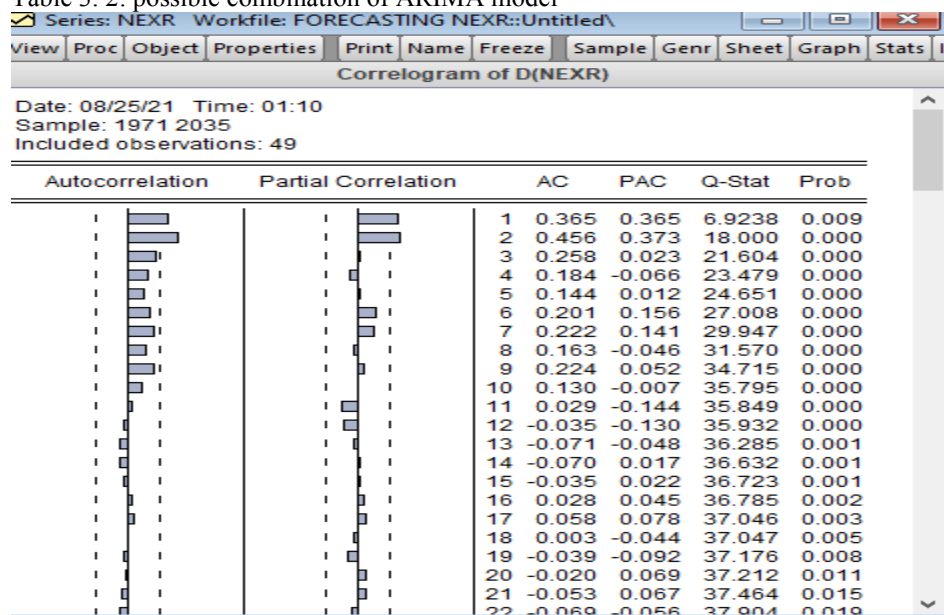 Table 3. 2: possible combination of ARIMA model
Series: NEXR Workfile: FORECASTING NEXR::Untitled\
View Proc Object Properties Print Name Freeze Sample Genr Sheet Graph Stats
Correlogram of D(NEXR)
Date: 08/25/21 Time: 01:10
Sample: 1971 2035
Included observations: 49
Autocorrelation Partial Correlation AC PAC Q-Stat Prob
1 0.365 0.365 6.9238 0.009
2 0.456 0.373 18.000 0.000
3 0.258 0.023 21.604 0.000
4 0.184 -0.066 23.479 0.000
5 0.144 0.012 24.651 0.000
6 0.201 0.156 27.008 0.000
7 0.222 0.141 29.947 0.000
8 0.163 -0.046 31.570 0.000
9 0.224 0.052 34.715 0.000
10 0.130 -0.007 35.795 0.000
11 0.029 -0.144 35.849 0.000
12 -0.035 -0.130 35.932 0.000
13 -0.071 -0.048 36.285 0.001
14 -0.070 0.017 36.632 0.001
15 -0.035 0.022 36.723 0.001
16 0.028 0.045 36.785 0.002
17 0.058 0.078 37.046 0.003
18 0.003 -0.044 37.047 0.005
19 -0.039 -0.092 37.176 0.008
20 -0.020 0.069 37.212 0.011
21 -0.053 0.067 37.464 0.015
22 -0.069 -0.056 37.904 0.019